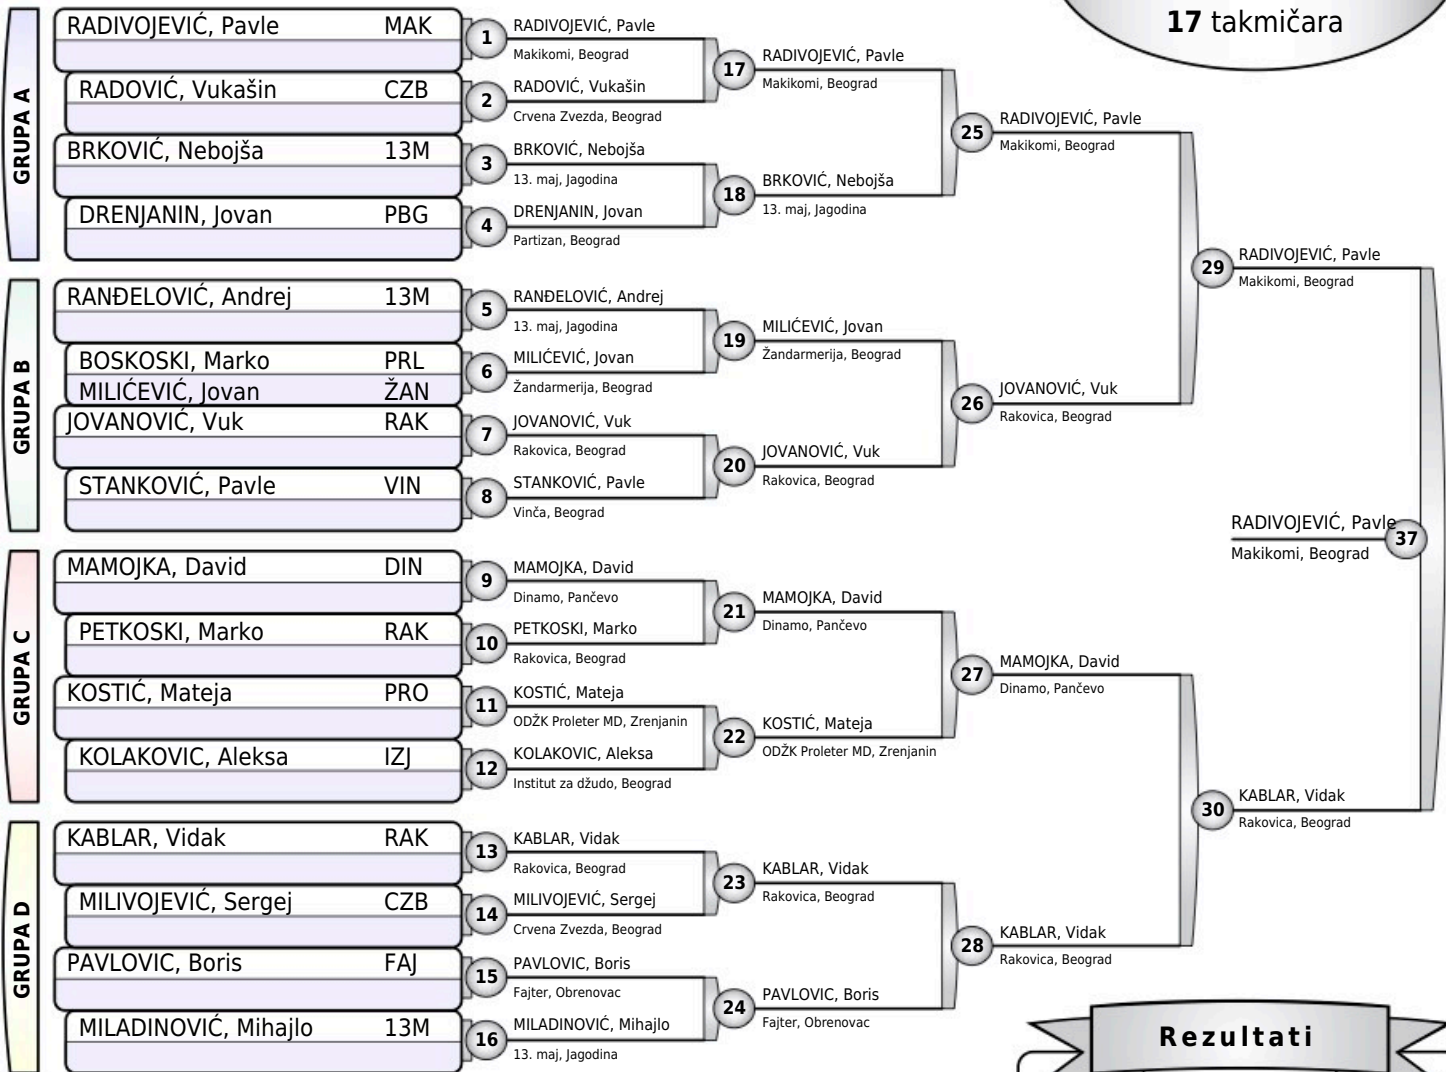 17 takmičara
GRUPA A
RADIVOJEVIĆ, Pavle MAK
RADOVIĆ, Vukašin CZB
BRKOVIĆ, Nebojša 13M
DRENJANIN, Jovan PBG
GRUPA B
RANĐELOVIĆ, Andrej 13M
BOSKOSKI, Marko PRL
MILIĆEVIĆ, Jovan ŽAN
JOVANOVIĆ, Vuk RAK
STANKOVIĆ, Pavle VIN
GRUPA C
MAMOJKA, David DIN
PETKOSKI, Marko RAK
KOSTIĆ, Mateja PRO
KOLAKOVIC, Aleksa IZJ
GRUPA D
KABLAR, Vidak RAK
MILIVOJEVIĆ, Sergej CZB
PAVLOVIC, Boris FAJ
MILADINOVIĆ, Mihajlo 13M
1 RADIVOJEVIĆ, Pavle
Makikomi, Beograd
2 RADOVIĆ, Vukašin
Crvena Zvezda, Beograd
3 BRKOVIĆ, Nebojša
13. maj, Jagodina
4 DRENJANIN, Jovan
Partizan, Beograd
5 RANĐELOVIĆ, Andrej
13. maj, Jagodina
6 MILIĆEVIĆ, Jovan
Žandarmerija, Beograd
7 JOVANOVIĆ, Vuk
Rakovica, Beograd
8 STANKOVIĆ, Pavle
Vinča, Beograd
9 MAMOJKA, David
Dinamo, Pančevo
10 PETKOSKI, Marko
Rakovica, Beograd
11 KOSTIĆ, Mateja
ODŽK Proleter MD, Zrenjanin
12 KOLAKOVIC, Aleksa
Institut za džudo, Beograd
13 KABLAR, Vidak
Rakovica, Beograd
14 MILIVOJEVIĆ, Sergej
Crvena Zvezda, Beograd
15 PAVLOVIC, Boris
Fajter, Obrenovac
16 MILADINOVIĆ, Mihajlo
13. maj, Jagodina
17 RADIVOJEVIĆ, Pavle
Makikomi, Beograd
18 BRKOVIĆ, Nebojša
13. maj, Jagodina
19 MILIĆEVIĆ, Jovan
Žandarmerija, Beograd
20 JOVANOVIĆ, Vuk
Rakovica, Beograd
21 MAMOJKA, David
Dinamo, Pančevo
22 KOSTIĆ, Mateja
ODŽK Proleter MD, Zrenjanin
23 KABLAR, Vidak
Rakovica, Beograd
24 PAVLOVIC, Boris
Fajter, Obrenovac
25 RADIVOJEVIĆ, Pavle
Makikomi, Beograd
26 JOVANOVIĆ, Vuk
Rakovica, Beograd
27 MAMOJKA, David
Dinamo, Pančevo
28 KABLAR, Vidak
Rakovica, Beograd
29 RADIVOJEVIĆ, Pavle
Makikomi, Beograd
30 KABLAR, Vidak
Rakovica, Beograd
RADIVOJEVIĆ, Pavle 37
Makikomi, Beograd
Rezultati